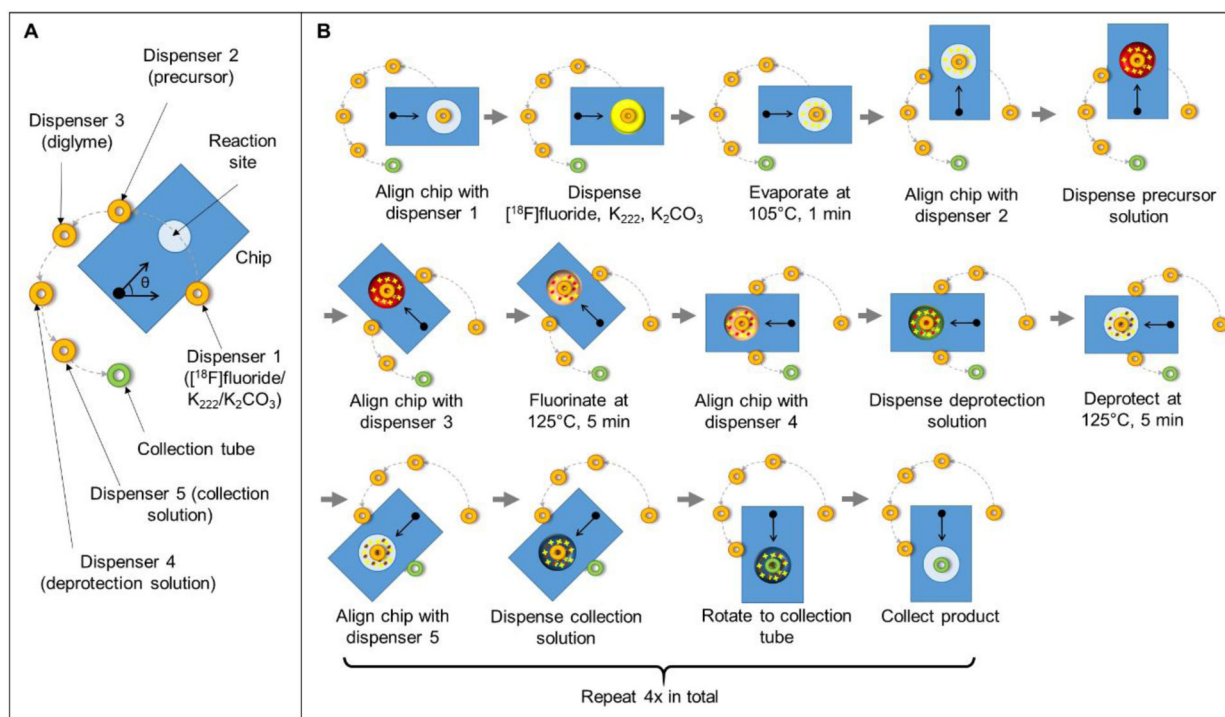 A
Dispenser 2
(precursor)
Dispenser 3
(diglyme)
Reaction
site
Chip
θ
Dispenser 1
([¹⁸F]fluoride/
K₂₂₂/K₂CO₃)
Collection tube
Dispenser 5 (collection
solution)
Dispenser 4
(deprotection solution)
B
Align chip with
dispenser 1
Dispense
[¹⁸F]fluoride, K₂₂₂, K₂CO₃
Evaporate at
105°C, 1 min
Align chip with
dispenser 2
Dispense precursor
solution
Align chip with
dispenser 3
Fluorinate at
125°C, 5 min
Align chip with
dispenser 4
Dispense deprotection
solution
Deprotect at
125°C, 5 min
Align chip with
dispenser 5
Dispense collection
solution
Rotate to collection
tube
Collect product
Repeat 4x in total